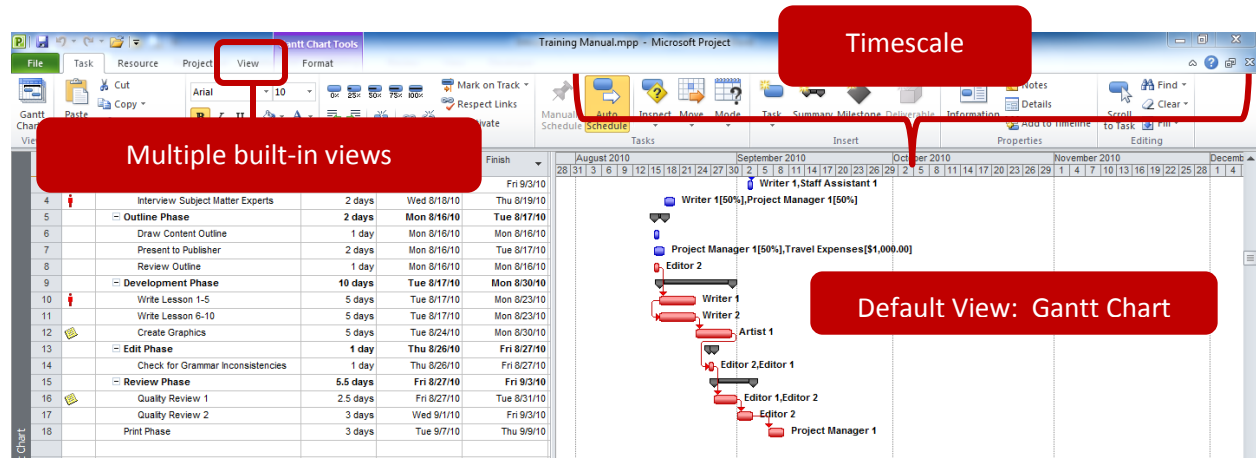 Gantt Chart Tools
Training Manual.mpp - Microsoft Project
Timescale
File Task Resource Project View Format
Cut
Copy
Paste
Arial 10
B I U A
0x 25x 50x 75x 100x
Mark on Track
Respect Links
Gantt
Chart
Manually
Schedule
Auto
Schedule
Inspect Move Mode
Task Summary Milestone Deliverable
Information
Notes
Details
Add to Timeline
Scroll
to Task
Find
Clear
Fill
Tasks Insert Properties Editing
Multiple built-in views
Finish
August 2010 September 2010 October 2010 November 2010
28 31 3 6 9 12 15 18 21 24 27 30 2 5 8 11 14 17 20 23 26 29 2 5 8 11 14 17 20 23 26 29 1 4 7 10 13 16 19 22 25 28 1 4
Fri 9/3/10 Writer 1,Staff Assistant 1
4 Interview Subject Matter Experts 2 days Wed 8/18/10 Thu 8/19/10 Writer 1[50%],Project Manager 1[50%]
5 Outline Phase 2 days Mon 8/16/10 Tue 8/17/10
6 Draw Content Outline 1 day Mon 8/16/10 Mon 8/16/10
7 Present to Publisher 2 days Mon 8/16/10 Tue 8/17/10 Project Manager 1[50%],Travel Expenses[$1,000.00]
8 Review Outline 1 day Mon 8/16/10 Mon 8/16/10 Editor 2
9 Development Phase 10 days Tue 8/17/10 Mon 8/30/10
10 Write Lesson 1-5 5 days Tue 8/17/10 Mon 8/23/10 Writer 1
11 Write Lesson 6-10 5 days Tue 8/17/10 Mon 8/23/10 Writer 2
Default View: Gantt Chart
12 Create Graphics 5 days Tue 8/24/10 Mon 8/30/10 Artist 1
13 Edit Phase 1 day Thu 8/26/10 Fri 8/27/10
14 Check for Grammar Inconsistencies 1 day Thu 8/26/10 Fri 8/27/10 Editor 2,Editor 1
15 Review Phase 5.5 days Fri 8/27/10 Fri 9/3/10
16 Quality Review 1 2.5 days Fri 8/27/10 Tue 8/31/10 Editor 1,Editor 2
17 Quality Review 2 3 days Wed 9/1/10 Fri 9/3/10 Editor 2
18 Print Phase 3 days Tue 9/7/10 Thu 9/9/10 Project Manager 1
Chart